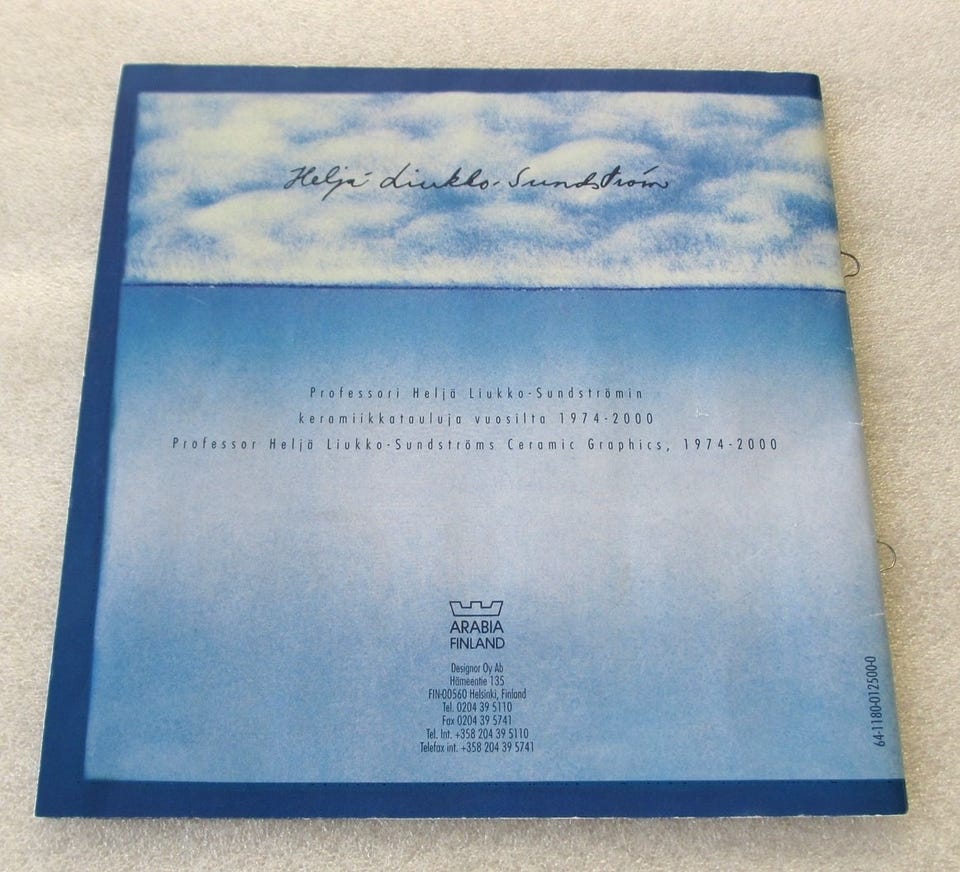 Heljä Liukko-Sundström
Professori Heljä Liukko-Sundströmin
keramiikkatauluja vuosilta 1974-2000
Professor Heljä Liukko-Sundströms Ceramic Graphics, 1974-2000
ARABIA
FINLAND
Designor Oy Ab
Hämeentie 135
FIN-00560 Helsinki, Finland
Tel. 0204 39 5110
Fax 0204 39 5741
Tel. Int. +358 204 39 5110
Telefax int. +358 204 39 5741
64-1180-012500-0